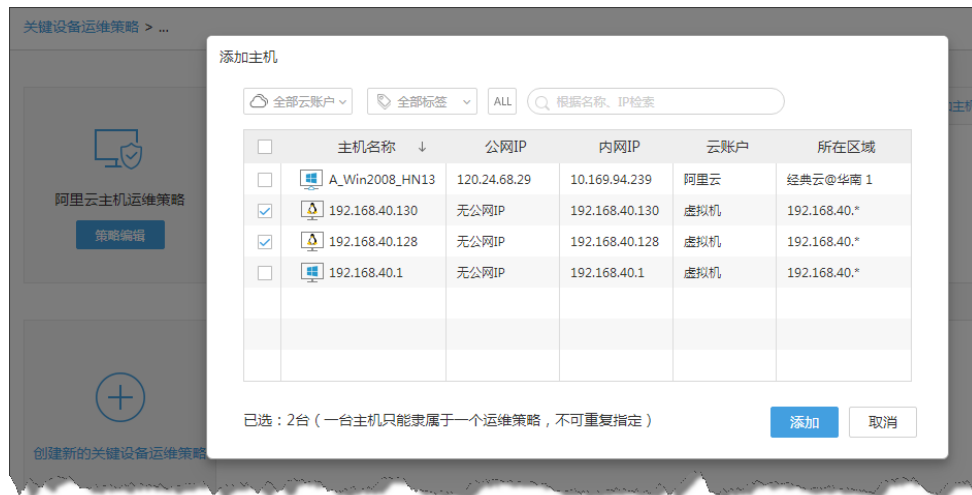 关键设备运维策略 > ...
添加主机
全部云账户
全部标签
ALL
根据名称、IP检索
主机名称 ↓ 公网IP 内网IP 云账户 所在区域
A_Win2008_HN13 120.24.68.29 10.169.94.239 阿里云 经典云@华南 1
192.168.40.130 无公网IP 192.168.40.130 虚拟机 192.168.40.*
192.168.40.128 无公网IP 192.168.40.128 虚拟机 192.168.40.*
192.168.40.1 无公网IP 192.168.40.1 虚拟机 192.168.40.*
已选：2台（一台主机只能隶属于一个运维策略，不可重复指定）
添加
取消
阿里云主机运维策略
策略编辑
创建新的关键设备运维策略